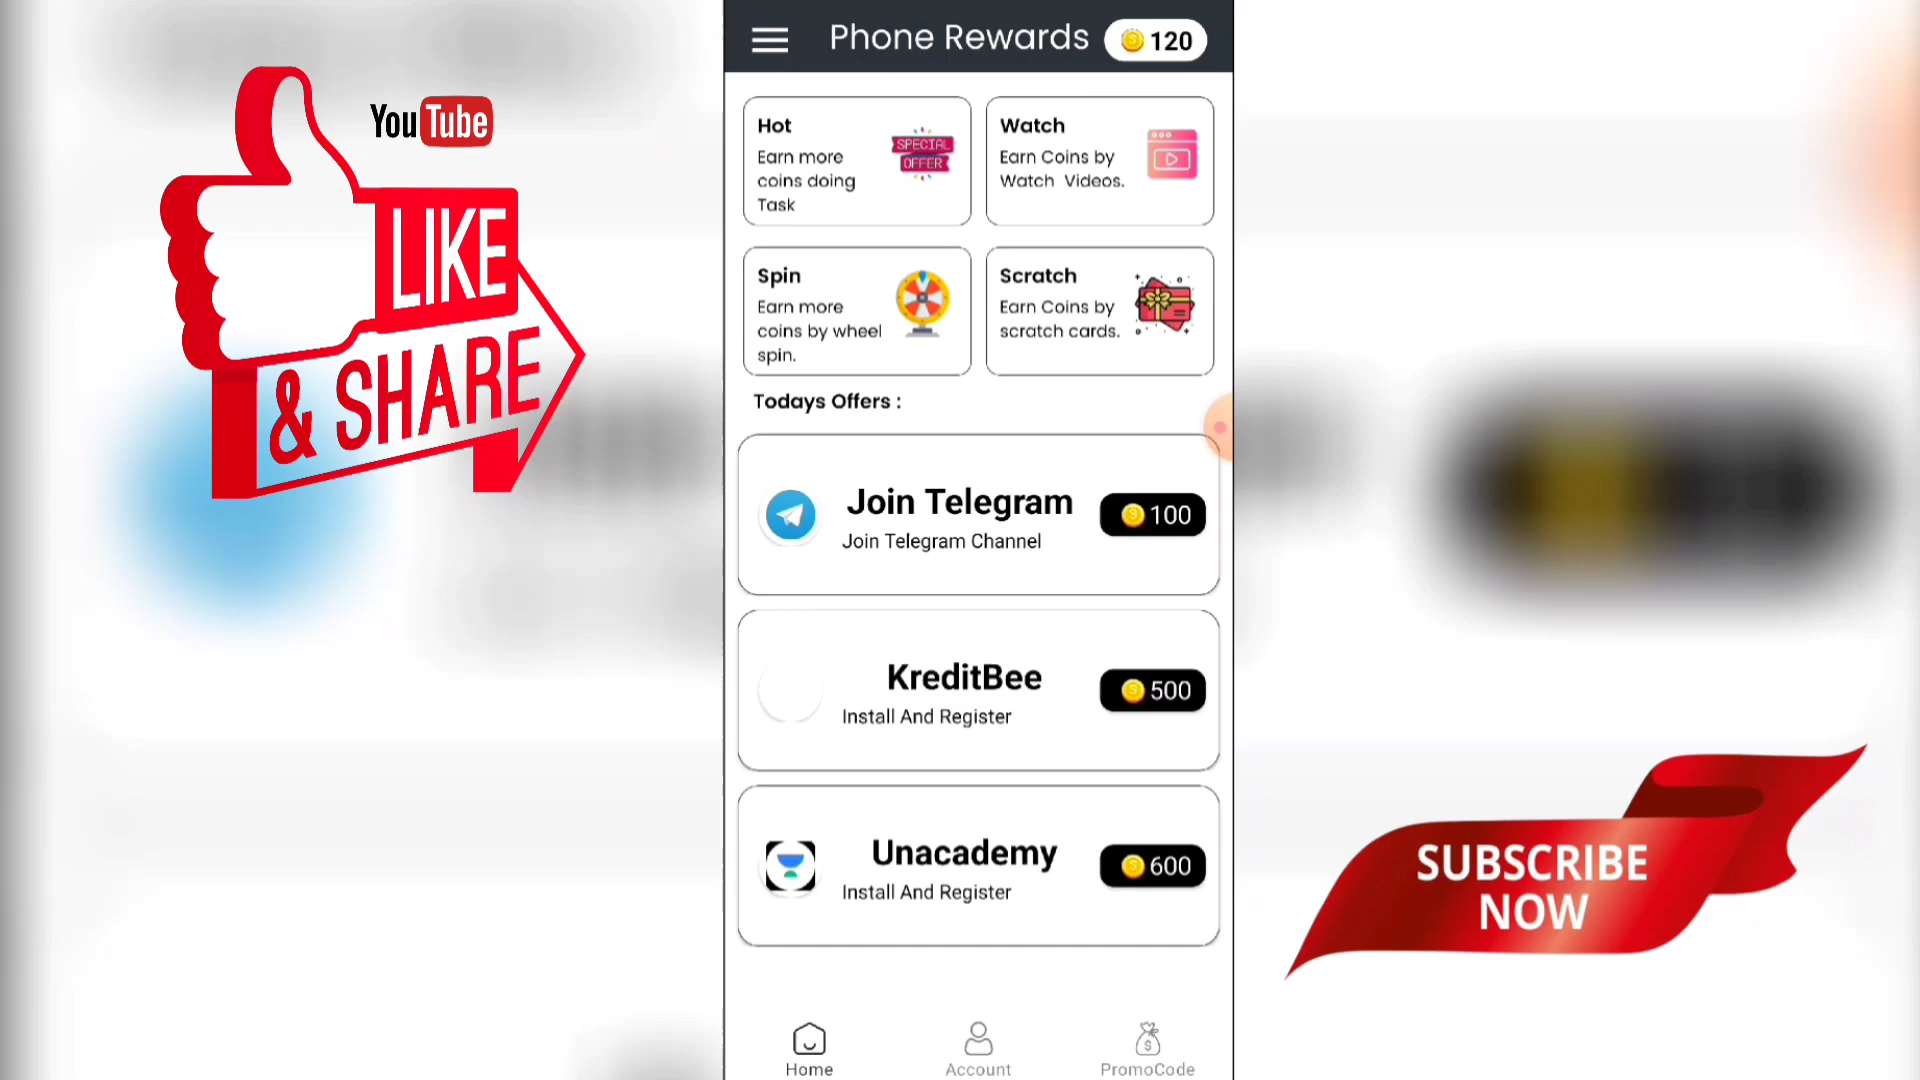 YouTube
LIKE
& SHARE
Phone Rewards
120
Hot
Earn more
coins doing
Task
SPECIAL
OFFER
Watch
Earn Coins by
Watch Videos.
Spin
Earn more
coins by wheel
spin.
Scratch
Earn Coins by
scratch cards.
Todays Offers :
Join Telegram
Join Telegram Channel
100
KreditBee
Install And Register
500
Unacademy
Install And Register
600
Home
Account
PromoCode
SUBSCRIBE
NOW